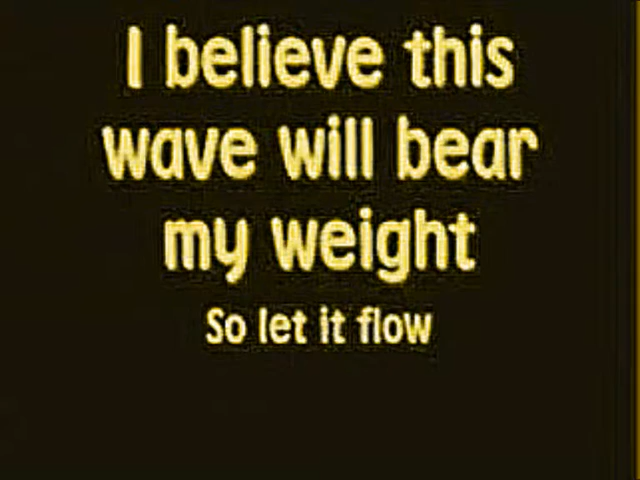 I believe this
wave will bear
my weight
So let it flow